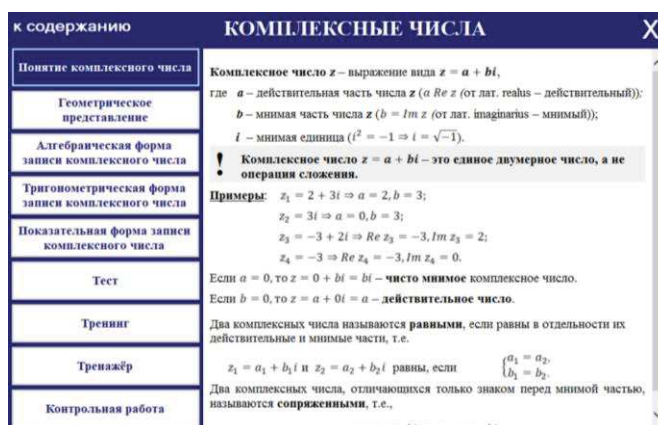 к содержанию
КОМПЛЕКСНЫЕ ЧИСЛА
X
Понятие комплексного числа
Геометрическое
представление
Алгебраическая форма
записи комплексного числа
Тригонометрическая форма
записи комплексного числа
Показательная форма записи
комплексного числа
Тест
Тренинг
Тренажёр
Контрольная работа
Комплексное число z – выражение вида z = a + bi,
где a – действительная часть числа z (a Re z (от лат. realus – действительный));
b – мнимая часть числа z (b = Im z (от лат. imaginarius – мнимый));
i – мнимая единица (i² = −1 ⇒ i = √−1).
! Комплексное число z = a + bi – это единое двумерное число, а не
операция сложения.
Примеры: z₁ = 2 + 3i ⇒ a = 2, b = 3;
z₂ = 3i ⇒ a = 0, b = 3;
z₃ = −3 + 2i ⇒ Re z₃ = −3, Im z₃ = 2;
z₄ = −3 ⇒ Re z₄ = −3, Im z₄ = 0.
Если a = 0, то z = 0 + bi = bi – чисто мнимое комплексное число.
Если b = 0, то z = a + 0i = a – действительное число.
Два комплексных числа называются равными, если равны в отдельности их
действительные и мнимые части, т.е.
z₁ = a₁ + b₁i и z₂ = a₂ + b₂i равны, если {a₁ = a₂,
b₁ = b₂.
Два комплексных числа, отличающихся только знаком перед мнимой частью,
называются сопряженными, т.е.,